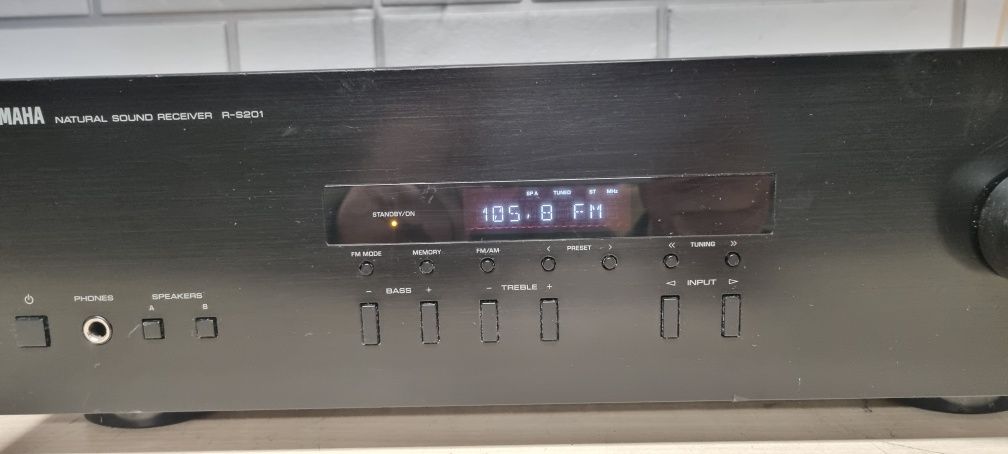 MAHA NATURAL SOUND RECEIVER R-S201
SP A TUNED ST MHz
STANDBY/ON
105.8 FM
FM MODE MEMORY FM/AM < PRESET > << TUNING >>
- BASS + - TREBLE + ◁ INPUT ▷
PHONES SPEAKERS
A B